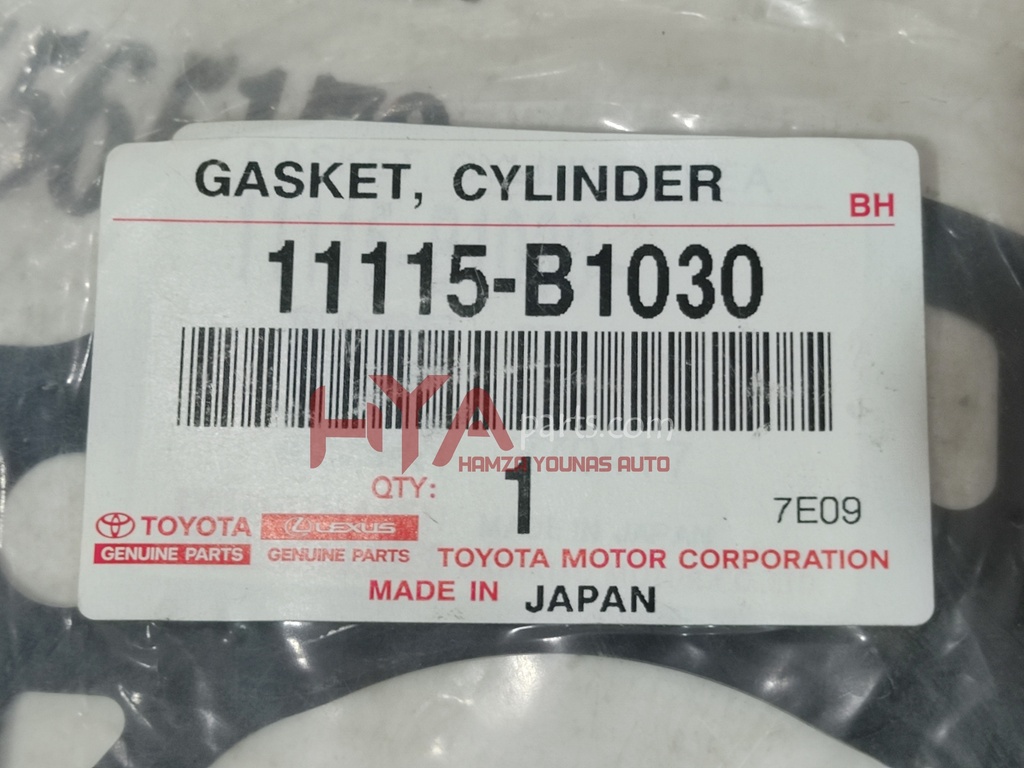 GASKET, CYLINDER
BH
11115-B1030
HYA parts.com
HAMZA YOUNAS AUTO
QTY: 1
7E09
TOYOTA LEXUS
GENUINE PARTS GENUINE PARTS TOYOTA MOTOR CORPORATION
MADE IN JAPAN